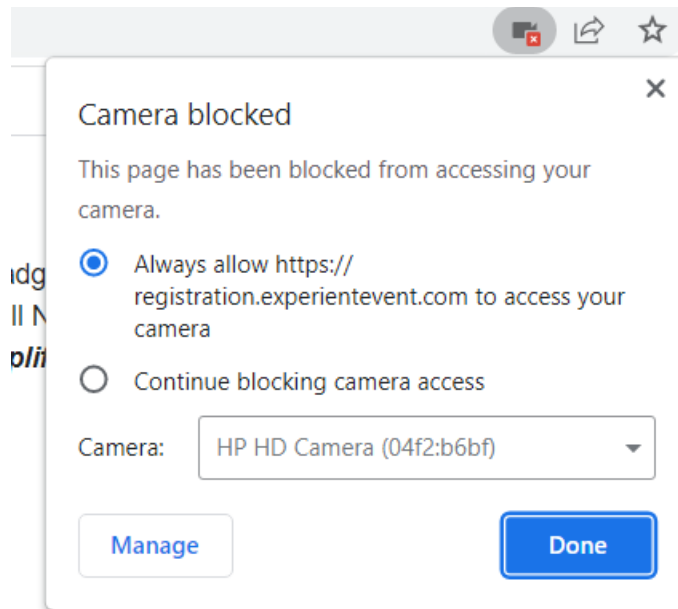 Camera blocked
This page has been blocked from accessing your
camera.
Always allow https://
registration.experientevent.com to access your
camera
Continue blocking camera access
Camera: HP HD Camera (04f2:b6bf)
Manage Done